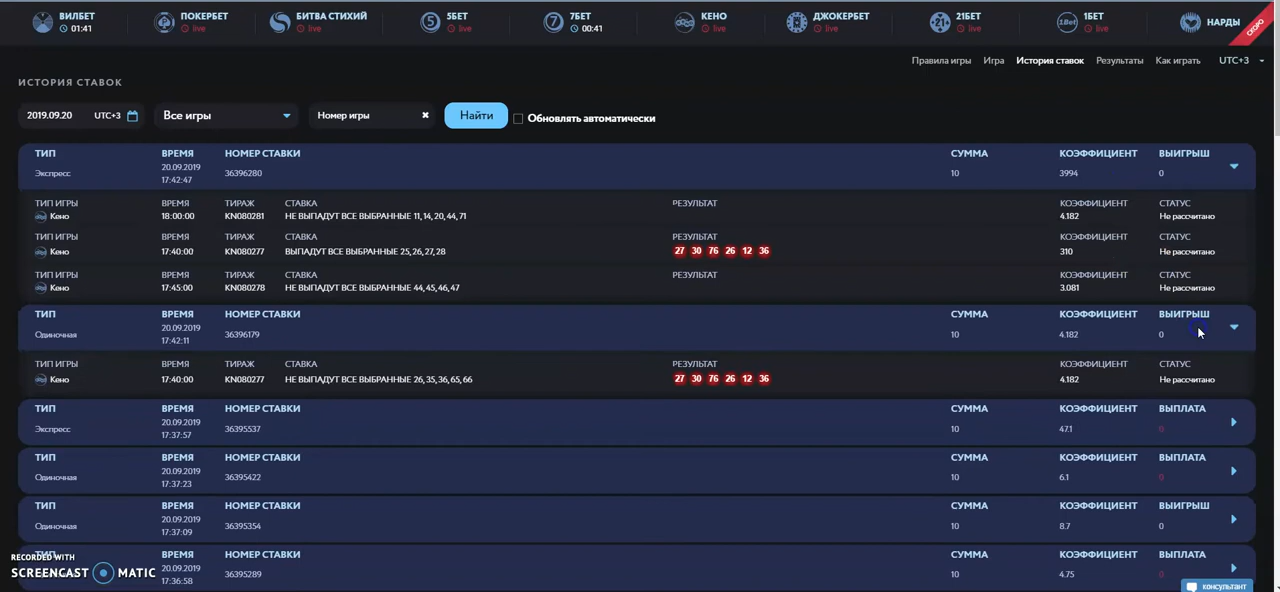 ВИЛБЕТ 01:41 ПОКЕРБЕТ live БИТВА СТИХИЙ live 5БЕТ live 7БЕТ 00:41 КЕНО live ДЖОКЕРБЕТ live 21БЕТ live 1БЕТ live НАРДЫ СКОРО
Правила игры Игра История ставок Результаты Как играть UTC+3
ИСТОРИЯ СТАВОК
2019.09.20 UTC+3 Все игры Номер игры Найти Обновлять автоматически
ТИП ВРЕМЯ НОМЕР СТАВКИ СУММА КОЭФФИЦИЕНТ ВЫИГРЫШ
Экспресс 20.09.2019 17:42:47 36396280 10 3994 0
ТИП ИГРЫ ВРЕМЯ ТИРАЖ СТАВКА РЕЗУЛЬТАТ КОЭФФИЦИЕНТ СТАТУС
Кено 18:00:00 KN080281 НЕ ВЫПАДУТ ВСЕ ВЫБРАННЫЕ 11, 14, 20, 44, 71 4.182 Не рассчитано
ТИП ИГРЫ ВРЕМЯ ТИРАЖ СТАВКА РЕЗУЛЬТАТ КОЭФФИЦИЕНТ СТАТУС
Кено 17:40:00 KN080277 ВЫПАДУТ ВСЕ ВЫБРАННЫЕ 25, 26, 27, 28 27 30 76 26 12 36 310 Не рассчитано
ТИП ИГРЫ ВРЕМЯ ТИРАЖ СТАВКА РЕЗУЛЬТАТ КОЭФФИЦИЕНТ СТАТУС
Кено 17:45:00 KN080278 НЕ ВЫПАДУТ ВСЕ ВЫБРАННЫЕ 44, 45, 46, 47 3.081 Не рассчитано
ТИП ВРЕМЯ НОМЕР СТАВКИ СУММА КОЭФФИЦИЕНТ ВЫИГРЫШ
Одиночная 20.09.2019 17:42:11 36396179 10 4.182 0
ТИП ИГРЫ ВРЕМЯ ТИРАЖ СТАВКА РЕЗУЛЬТАТ КОЭФФИЦИЕНТ СТАТУС
Кено 17:40:00 KN080277 НЕ ВЫПАДУТ ВСЕ ВЫБРАННЫЕ 26, 35, 36, 65, 66 27 30 76 26 12 36 4.182 Не рассчитано
ТИП ВРЕМЯ НОМЕР СТАВКИ СУММА КОЭФФИЦИЕНТ ВЫПЛАТА
Экспресс 20.09.2019 17:37:57 36395537 10 47.1 0
ТИП ВРЕМЯ НОМЕР СТАВКИ СУММА КОЭФФИЦИЕНТ ВЫПЛАТА
Одиночная 20.09.2019 17:37:23 36395422 10 6.1 0
ТИП ВРЕМЯ НОМЕР СТАВКИ СУММА КОЭФФИЦИЕНТ ВЫПЛАТА
Одиночная 20.09.2019 17:37:09 36395354 10 8.7 0
ТИП ВРЕМЯ НОМЕР СТАВКИ СУММА КОЭФФИЦИЕНТ ВЫПЛАТА
20.09.2019 17:36:58 36395289 10 4.75 0
RECORDED WITH
SCREENCAST MATIC
консультант